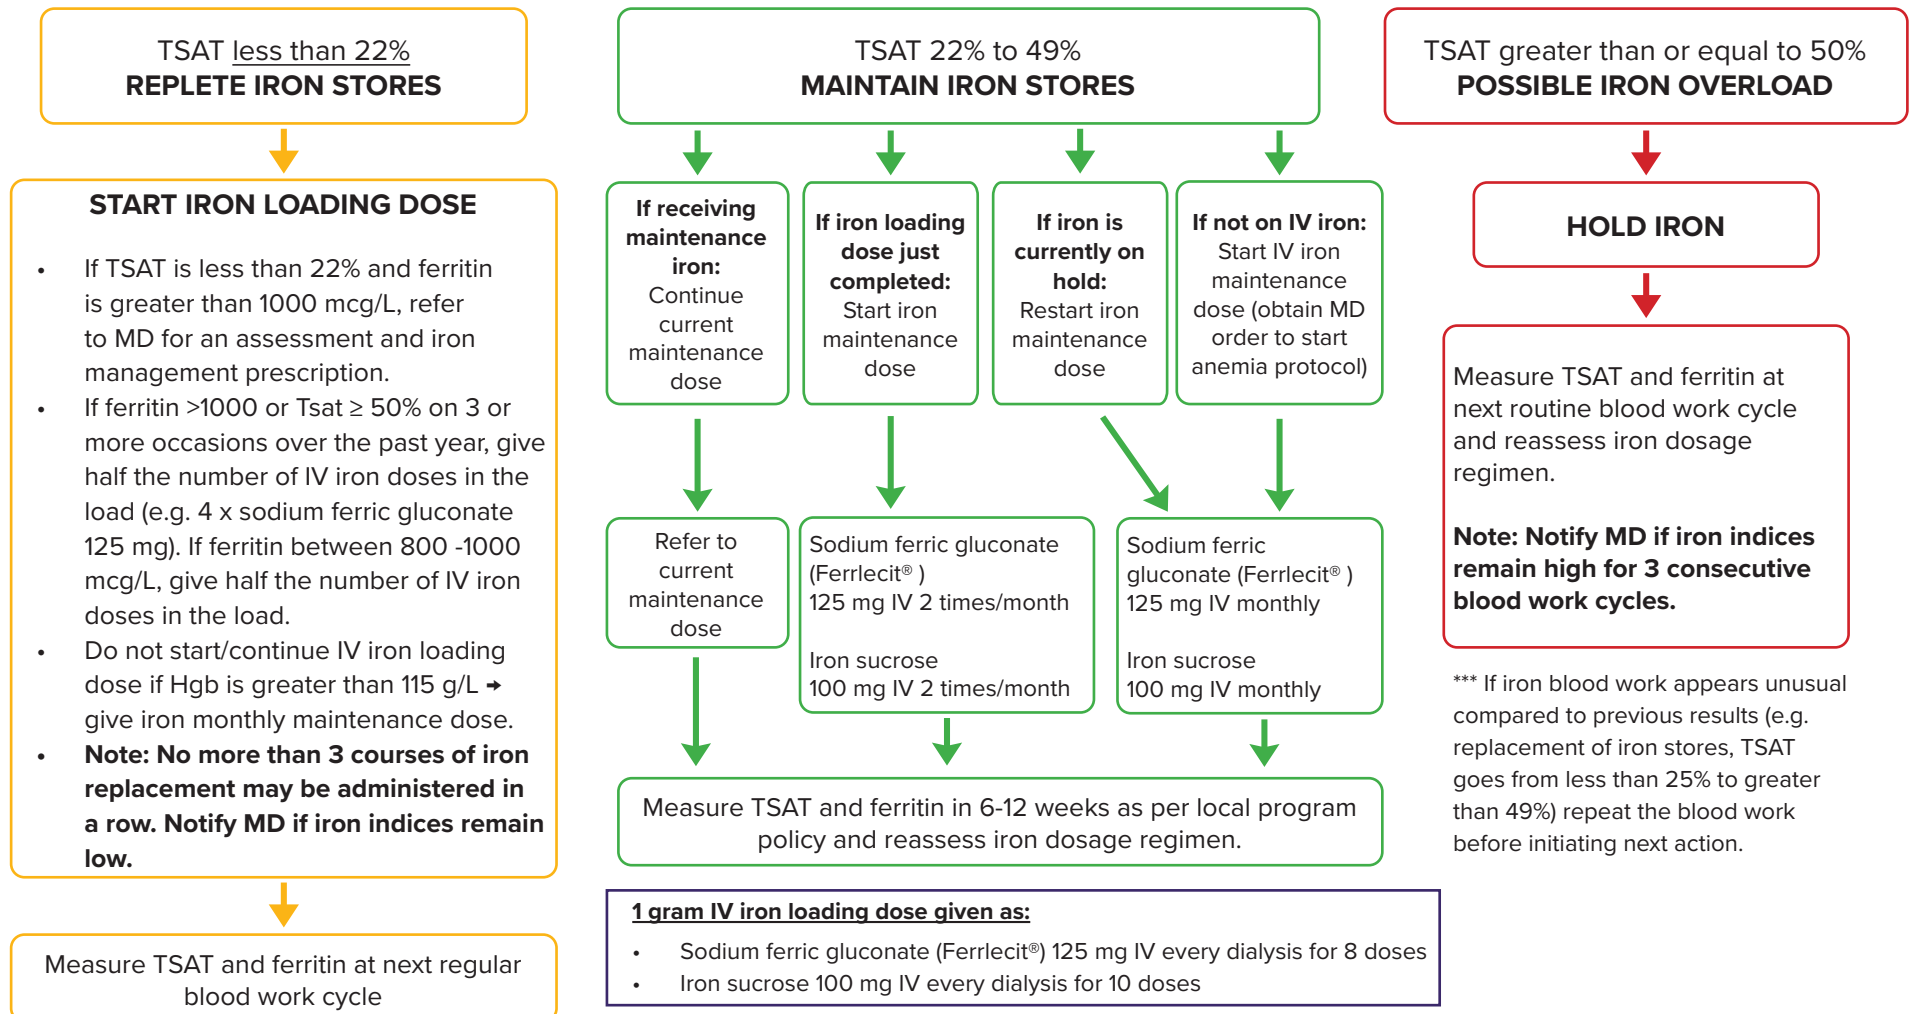 TSAT less than 22%
REPLETE IRON STORES
START IRON LOADING DOSE
• If TSAT is less than 22% and ferritin
is greater than 1000 mcg/L, refer
to MD for an assessment and iron
management prescription.
• If ferritin >1000 or Tsat ≥ 50% on 3 or
more occasions over the past year, give
half the number of IV iron doses in the
load (e.g. 4 x sodium ferric gluconate
125 mg). If ferritin between 800 -1000
mcg/L, give half the number of IV iron
doses in the load.
• Do not start/continue IV iron loading
dose if Hgb is greater than 115 g/L ➜
give iron monthly maintenance dose.
• Note: No more than 3 courses of iron
replacement may be administered in
a row. Notify MD if iron indices remain
low.
Measure TSAT and ferritin at next regular
blood work cycle
TSAT 22% to 49%
MAINTAIN IRON STORES
If receiving
maintenance
iron:
Continue
current
maintenance
dose
If iron loading
dose just
completed:
Start iron
maintenance
dose
If iron is
currently on
hold:
Restart iron
maintenance
dose
If not on IV iron:
Start IV iron
maintenance
dose (obtain MD
order to start
anemia protocol)
Refer to
current
maintenance
dose
Sodium ferric gluconate
(Ferrlecit® )
125 mg IV 2 times/month
Iron sucrose
100 mg IV 2 times/month
Sodium ferric
gluconate (Ferrlecit® )
125 mg IV monthly
Iron sucrose
100 mg IV monthly
Measure TSAT and ferritin in 6-12 weeks as per local program
policy and reassess iron dosage regimen.
1 gram IV iron loading dose given as:
• Sodium ferric gluconate (Ferrlecit®) 125 mg IV every dialysis for 8 doses
• Iron sucrose 100 mg IV every dialysis for 10 doses
TSAT greater than or equal to 50%
POSSIBLE IRON OVERLOAD
HOLD IRON
Measure TSAT and ferritin at
next routine blood work cycle
and reassess iron dosage
regimen.
Note: Notify MD if iron indices
remain high for 3 consecutive
blood work cycles.
*** If iron blood work appears unusual
compared to previous results (e.g.
replacement of iron stores, TSAT
goes from less than 25% to greater
than 49%) repeat the blood work
before initiating next action.